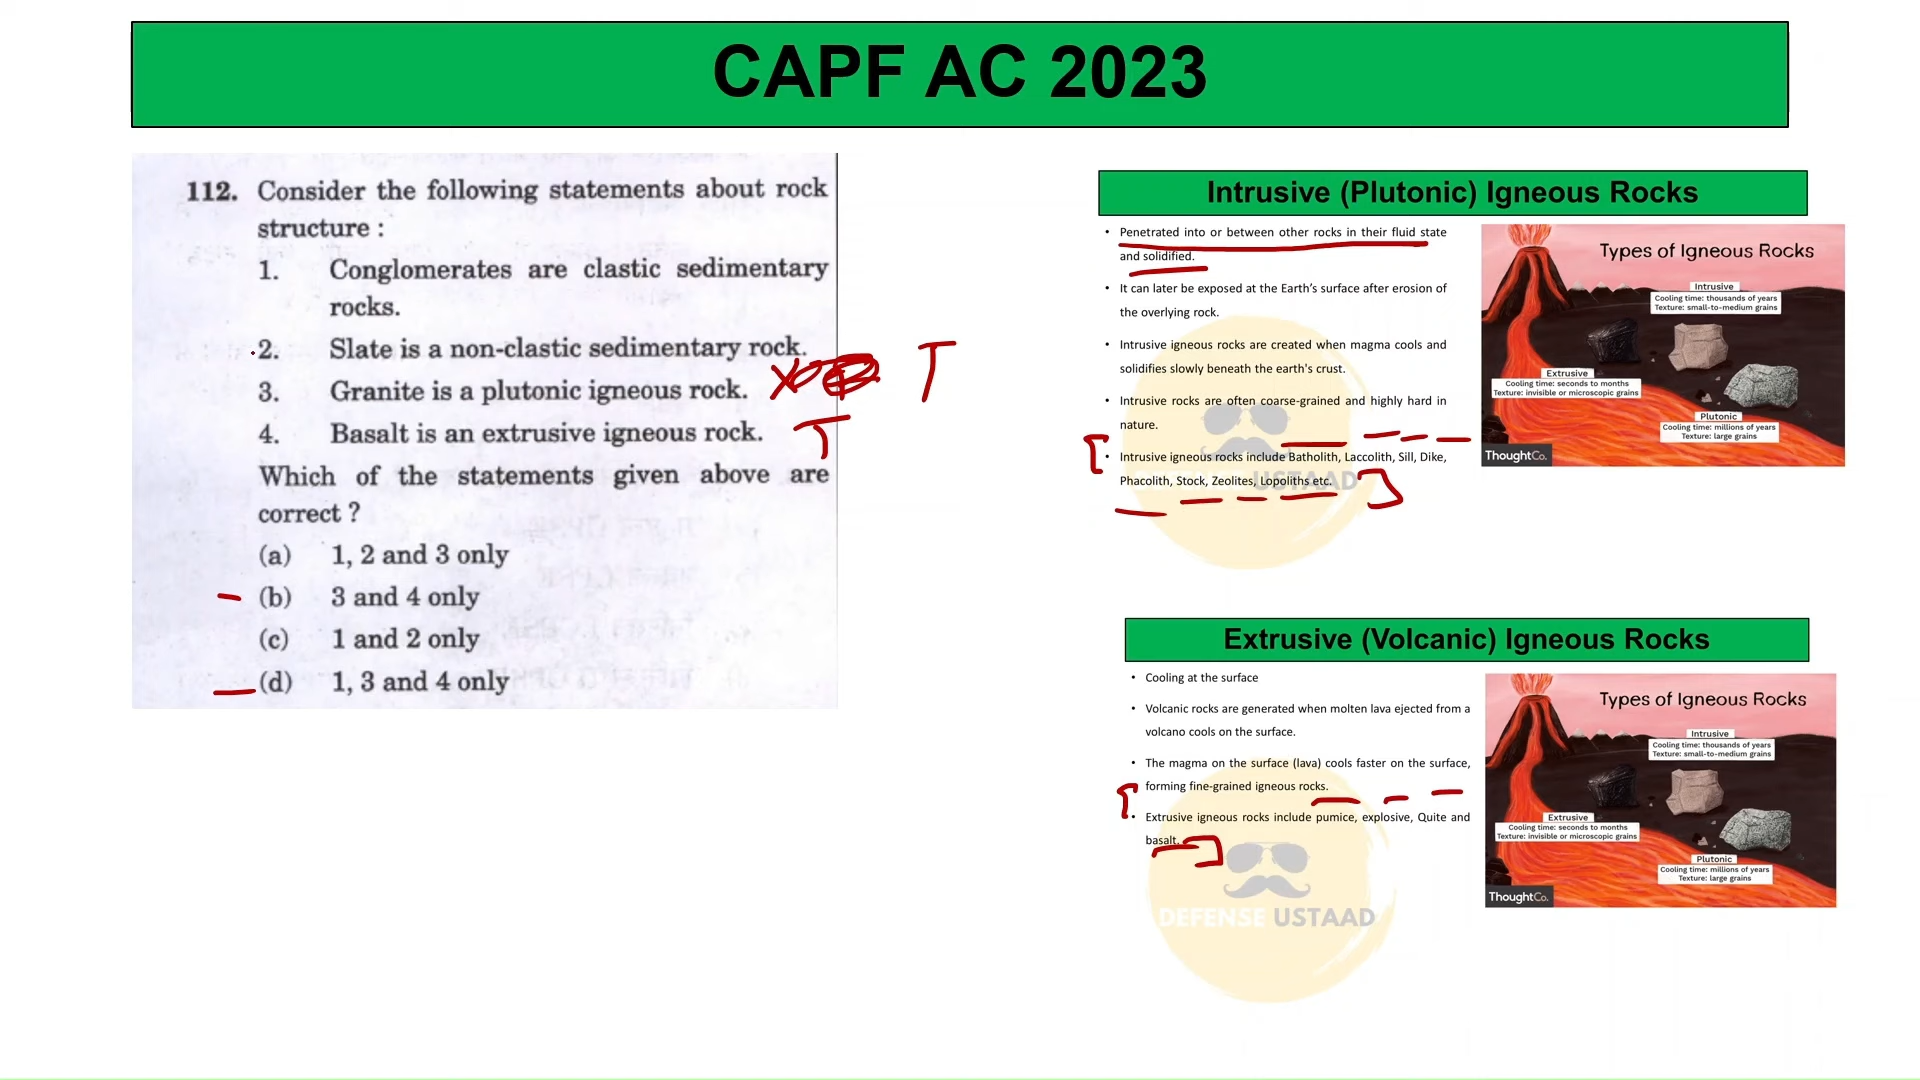 CAPF AC 2023
112. Consider the following statements about rock
structure :
1. Conglomerates are clastic sedimentary
rocks.
2. Slate is a non-clastic sedimentary rock.
3. Granite is a plutonic igneous rock.
T
4. Basalt is an extrusive igneous rock.
T
Which of the statements given above are
correct ?
(a) 1, 2 and 3 only
(b) 3 and 4 only
(c) 1 and 2 only
(d) 1, 3 and 4 only
Intrusive (Plutonic) Igneous Rocks
• Penetrated into or between other rocks in their fluid state
and solidified.
• It can later be exposed at the Earth’s surface after erosion of
the overlying rock.
• Intrusive igneous rocks are created when magma cools and
solidifies slowly beneath the earth's crust.
• Intrusive rocks are often coarse-grained and highly hard in
nature.
• Intrusive igneous rocks include Batholith, Laccolith, Sill, Dike,
Phacolith, Stock, Zeolites, Lopoliths etc.
DEFENSE USTAAD
Types of Igneous Rocks
Intrusive
Cooling time: thousands of years
Texture: small-to-medium grains
Extrusive
Cooling time: seconds to months
Texture: invisible or microscopic grains
Plutonic
Cooling time: millions of years
Texture: large grains
ThoughtCo.
Extrusive (Volcanic) Igneous Rocks
• Cooling at the surface
• Volcanic rocks are generated when molten lava ejected from a
volcano cools on the surface.
• The magma on the surface (lava) cools faster on the surface,
forming fine-grained igneous rocks.
• Extrusive igneous rocks include pumice, explosive, Quite and
basalt.
DEFENSE USTAAD
Types of Igneous Rocks
Intrusive
Cooling time: thousands of years
Texture: small-to-medium grains
Extrusive
Cooling time: seconds to months
Texture: invisible or microscopic grains
Plutonic
Cooling time: millions of years
Texture: large grains
ThoughtCo.